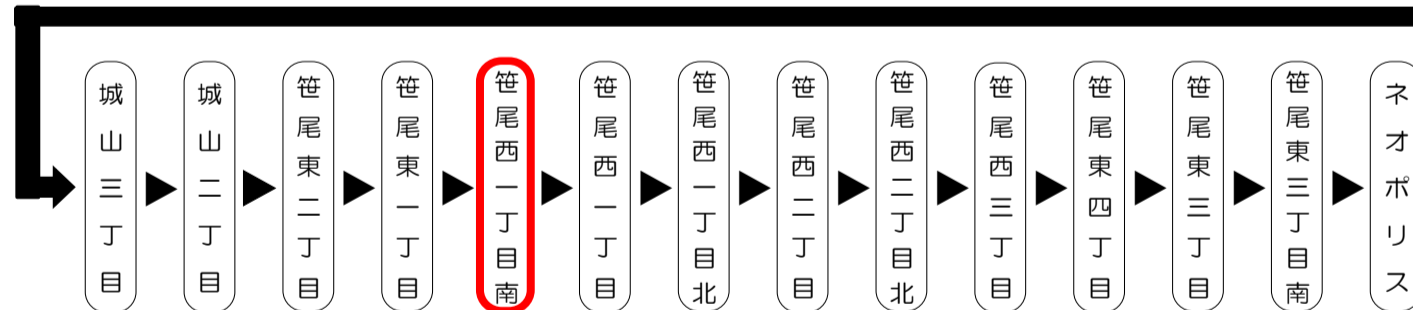 城山三丁目
城山二丁目
笹尾東二丁目
笹尾東一丁目
笹尾西一丁目南
笹尾西一丁目
笹尾西一丁目北
笹尾西二丁目
笹尾西二丁目北
笹尾西三丁目
笹尾東四丁目
笹尾東三丁目
笹尾東三丁目南
ネオポリス